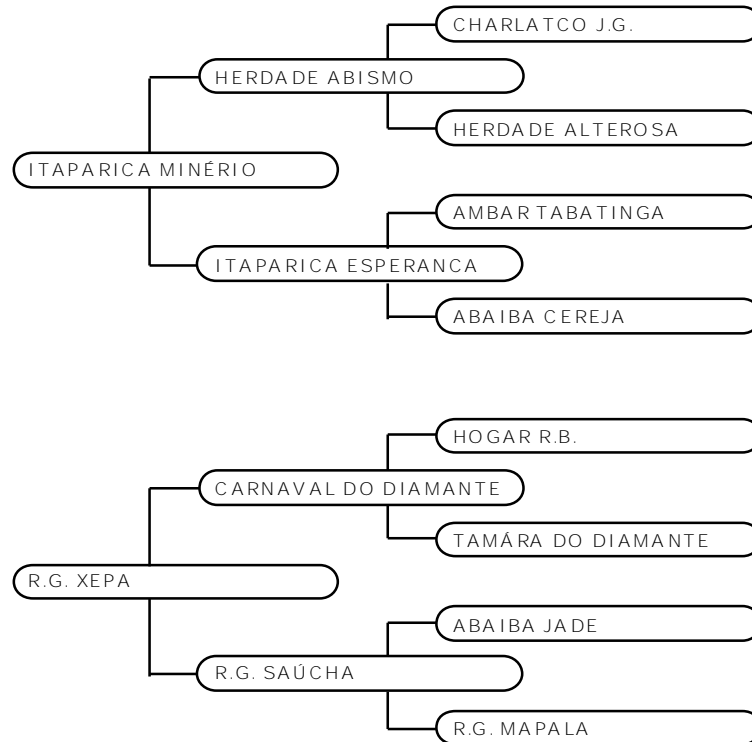 CHARLATCO J.G.
HERDADE ABISMO
HERDADE ALTEROSA
ITAPARICA MINÉRIO
AMBAR TABATINGA
ITAPARICA ESPERANCA
ABAIBA CEREJA
HOGAR R.B.
CARNAVAL DO DIAMANTE
TAMÁRA DO DIAMANTE
R.G. XEPA
ABAIBA JADE
R.G. SAÚCHA
R.G. MAPALA